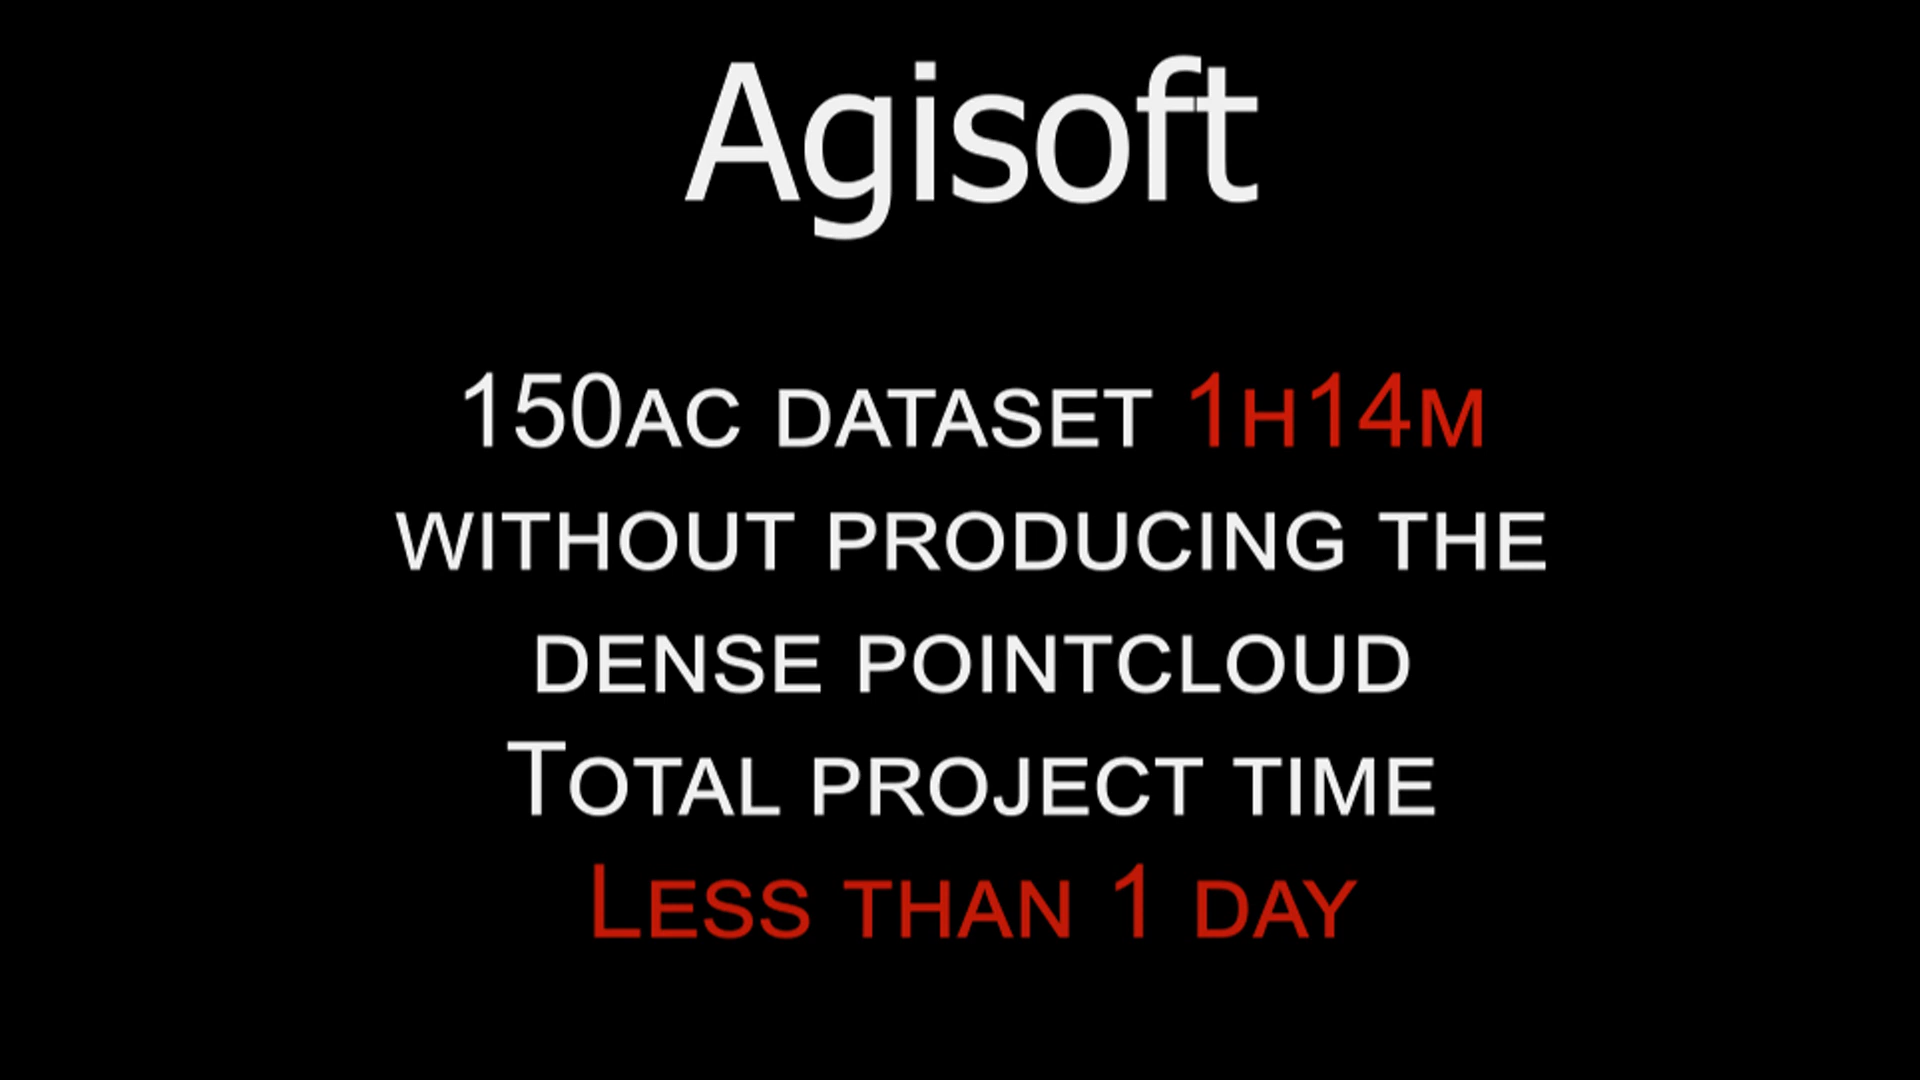 Agisoft
150ac dataset 1h14m
without producing the
dense pointcloud
Total project time
Less than 1 day